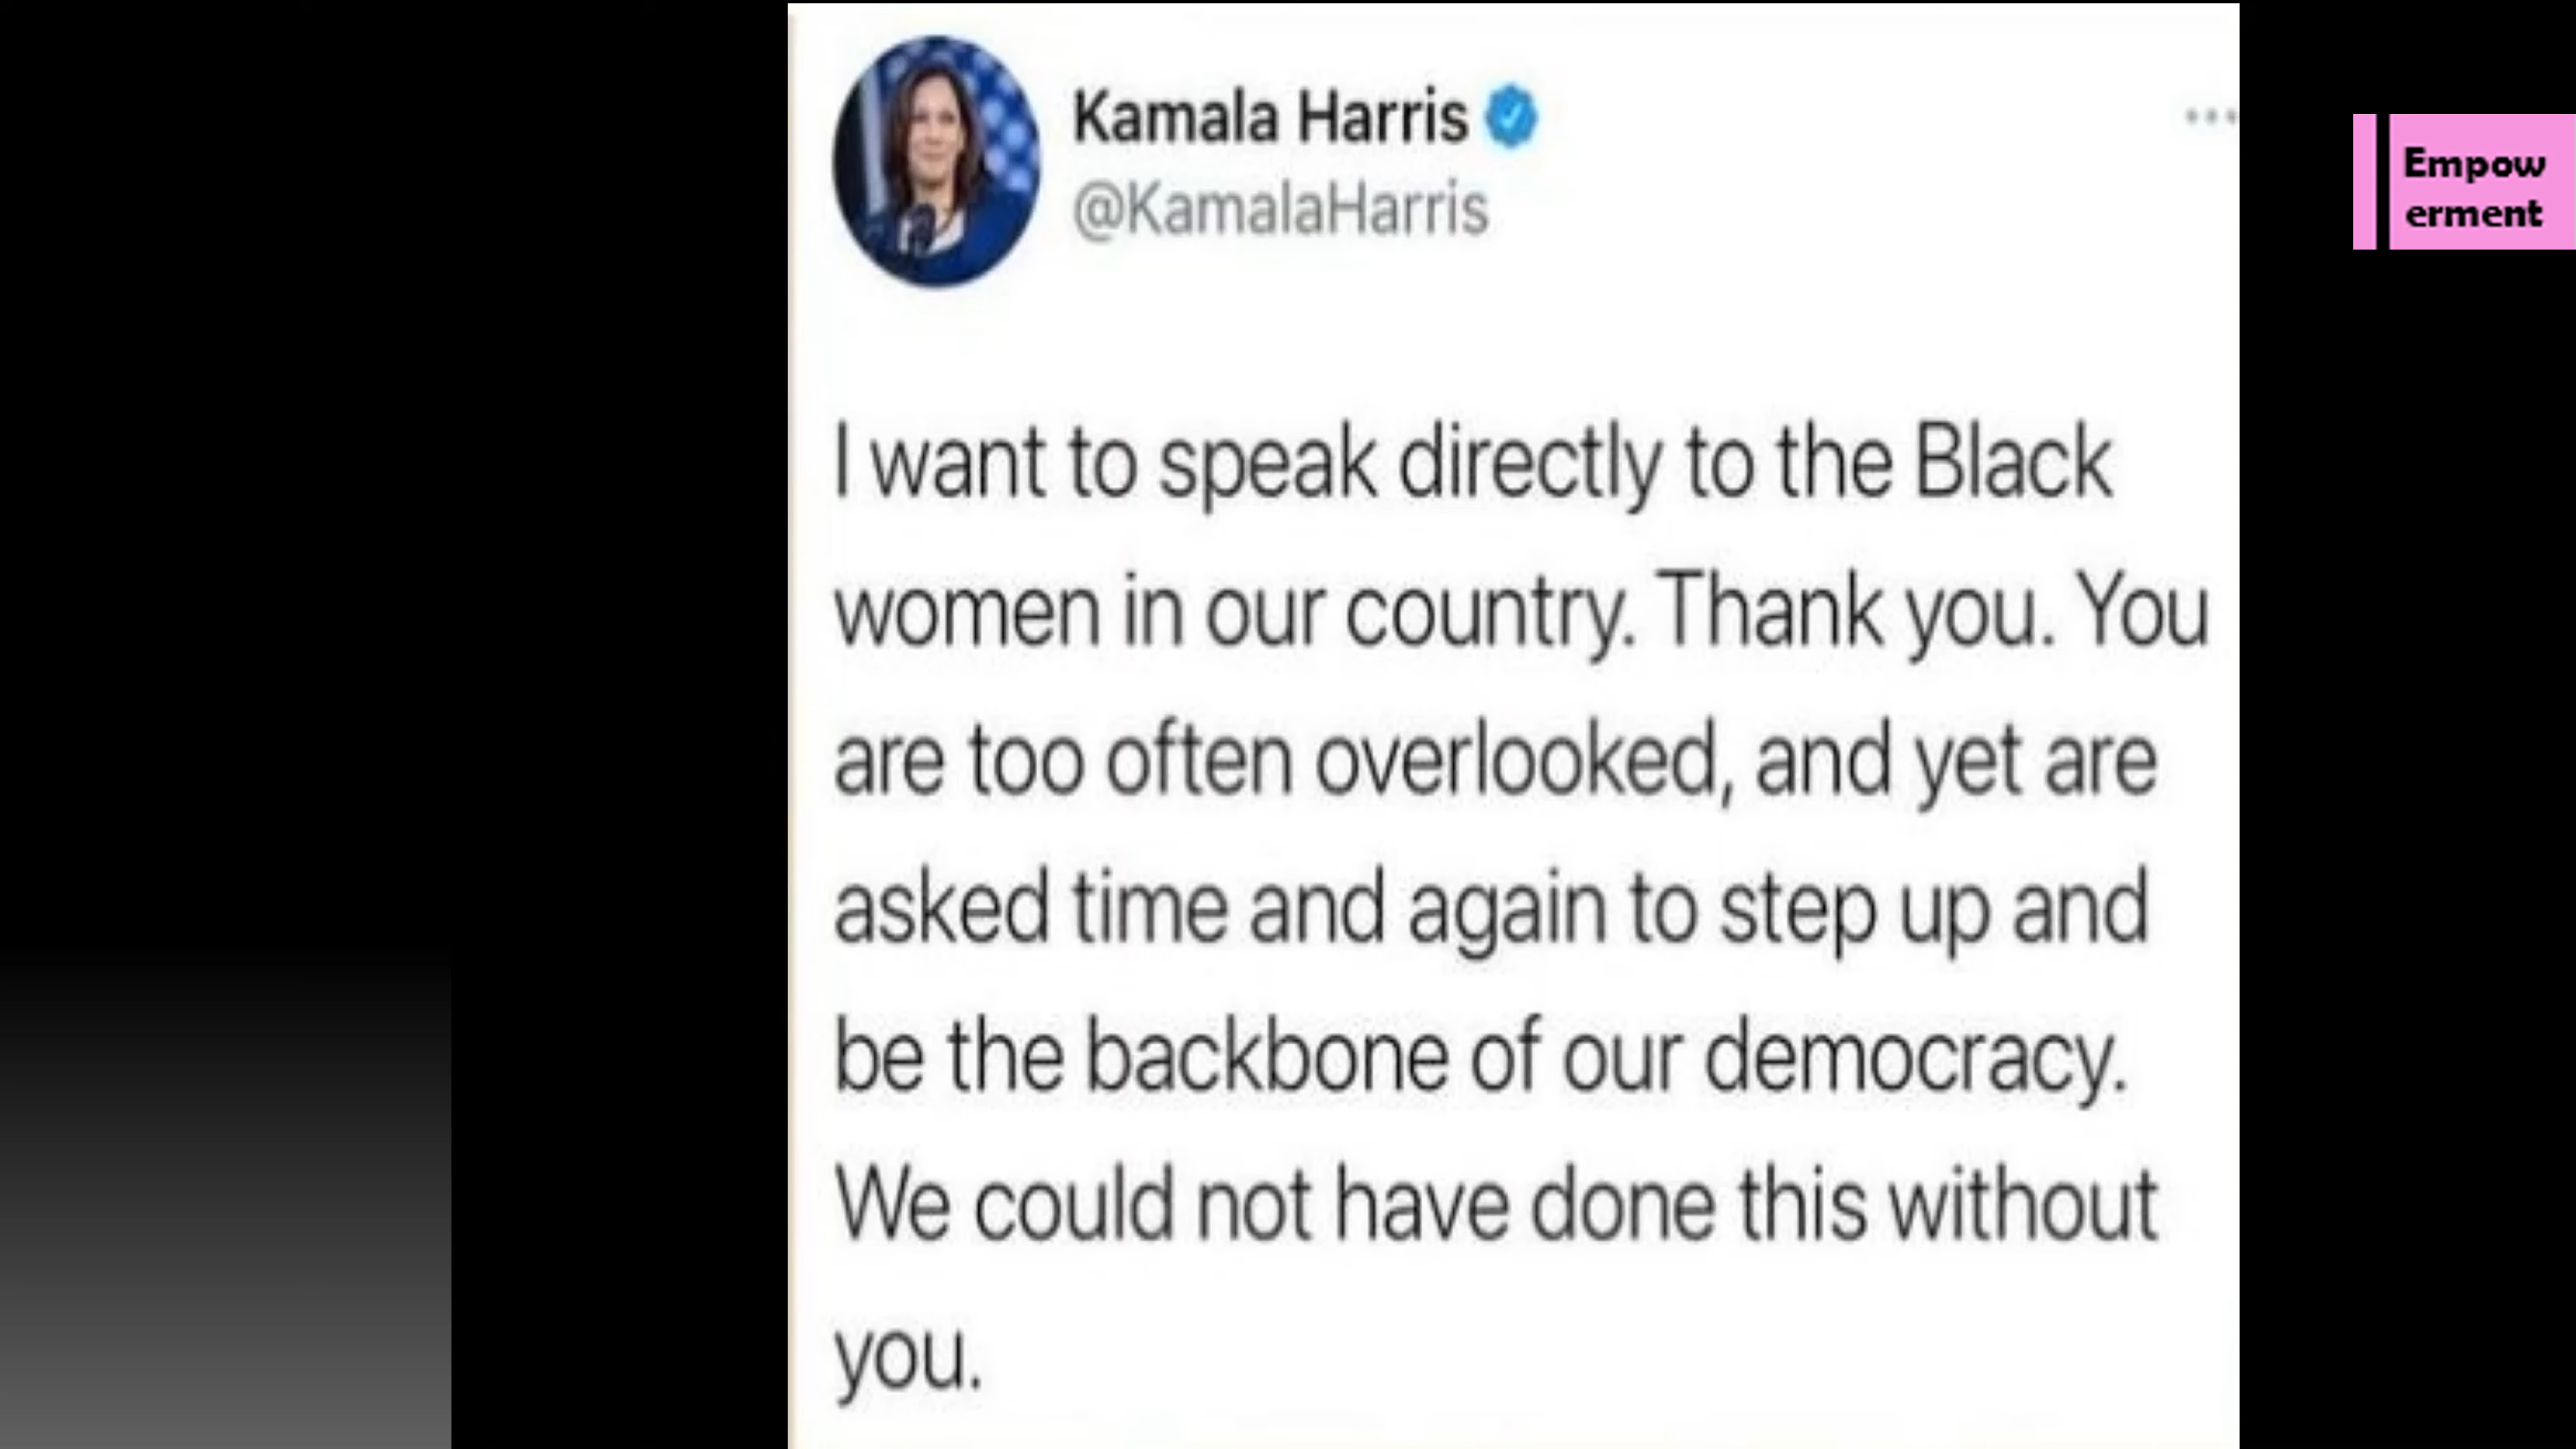 Kamala Harris
@KamalaHarris
Empow
erment
I want to speak directly to the Black
women in our country. Thank you. You
are too often overlooked, and yet are
asked time and again to step up and
be the backbone of our democracy.
We could not have done this without
you.